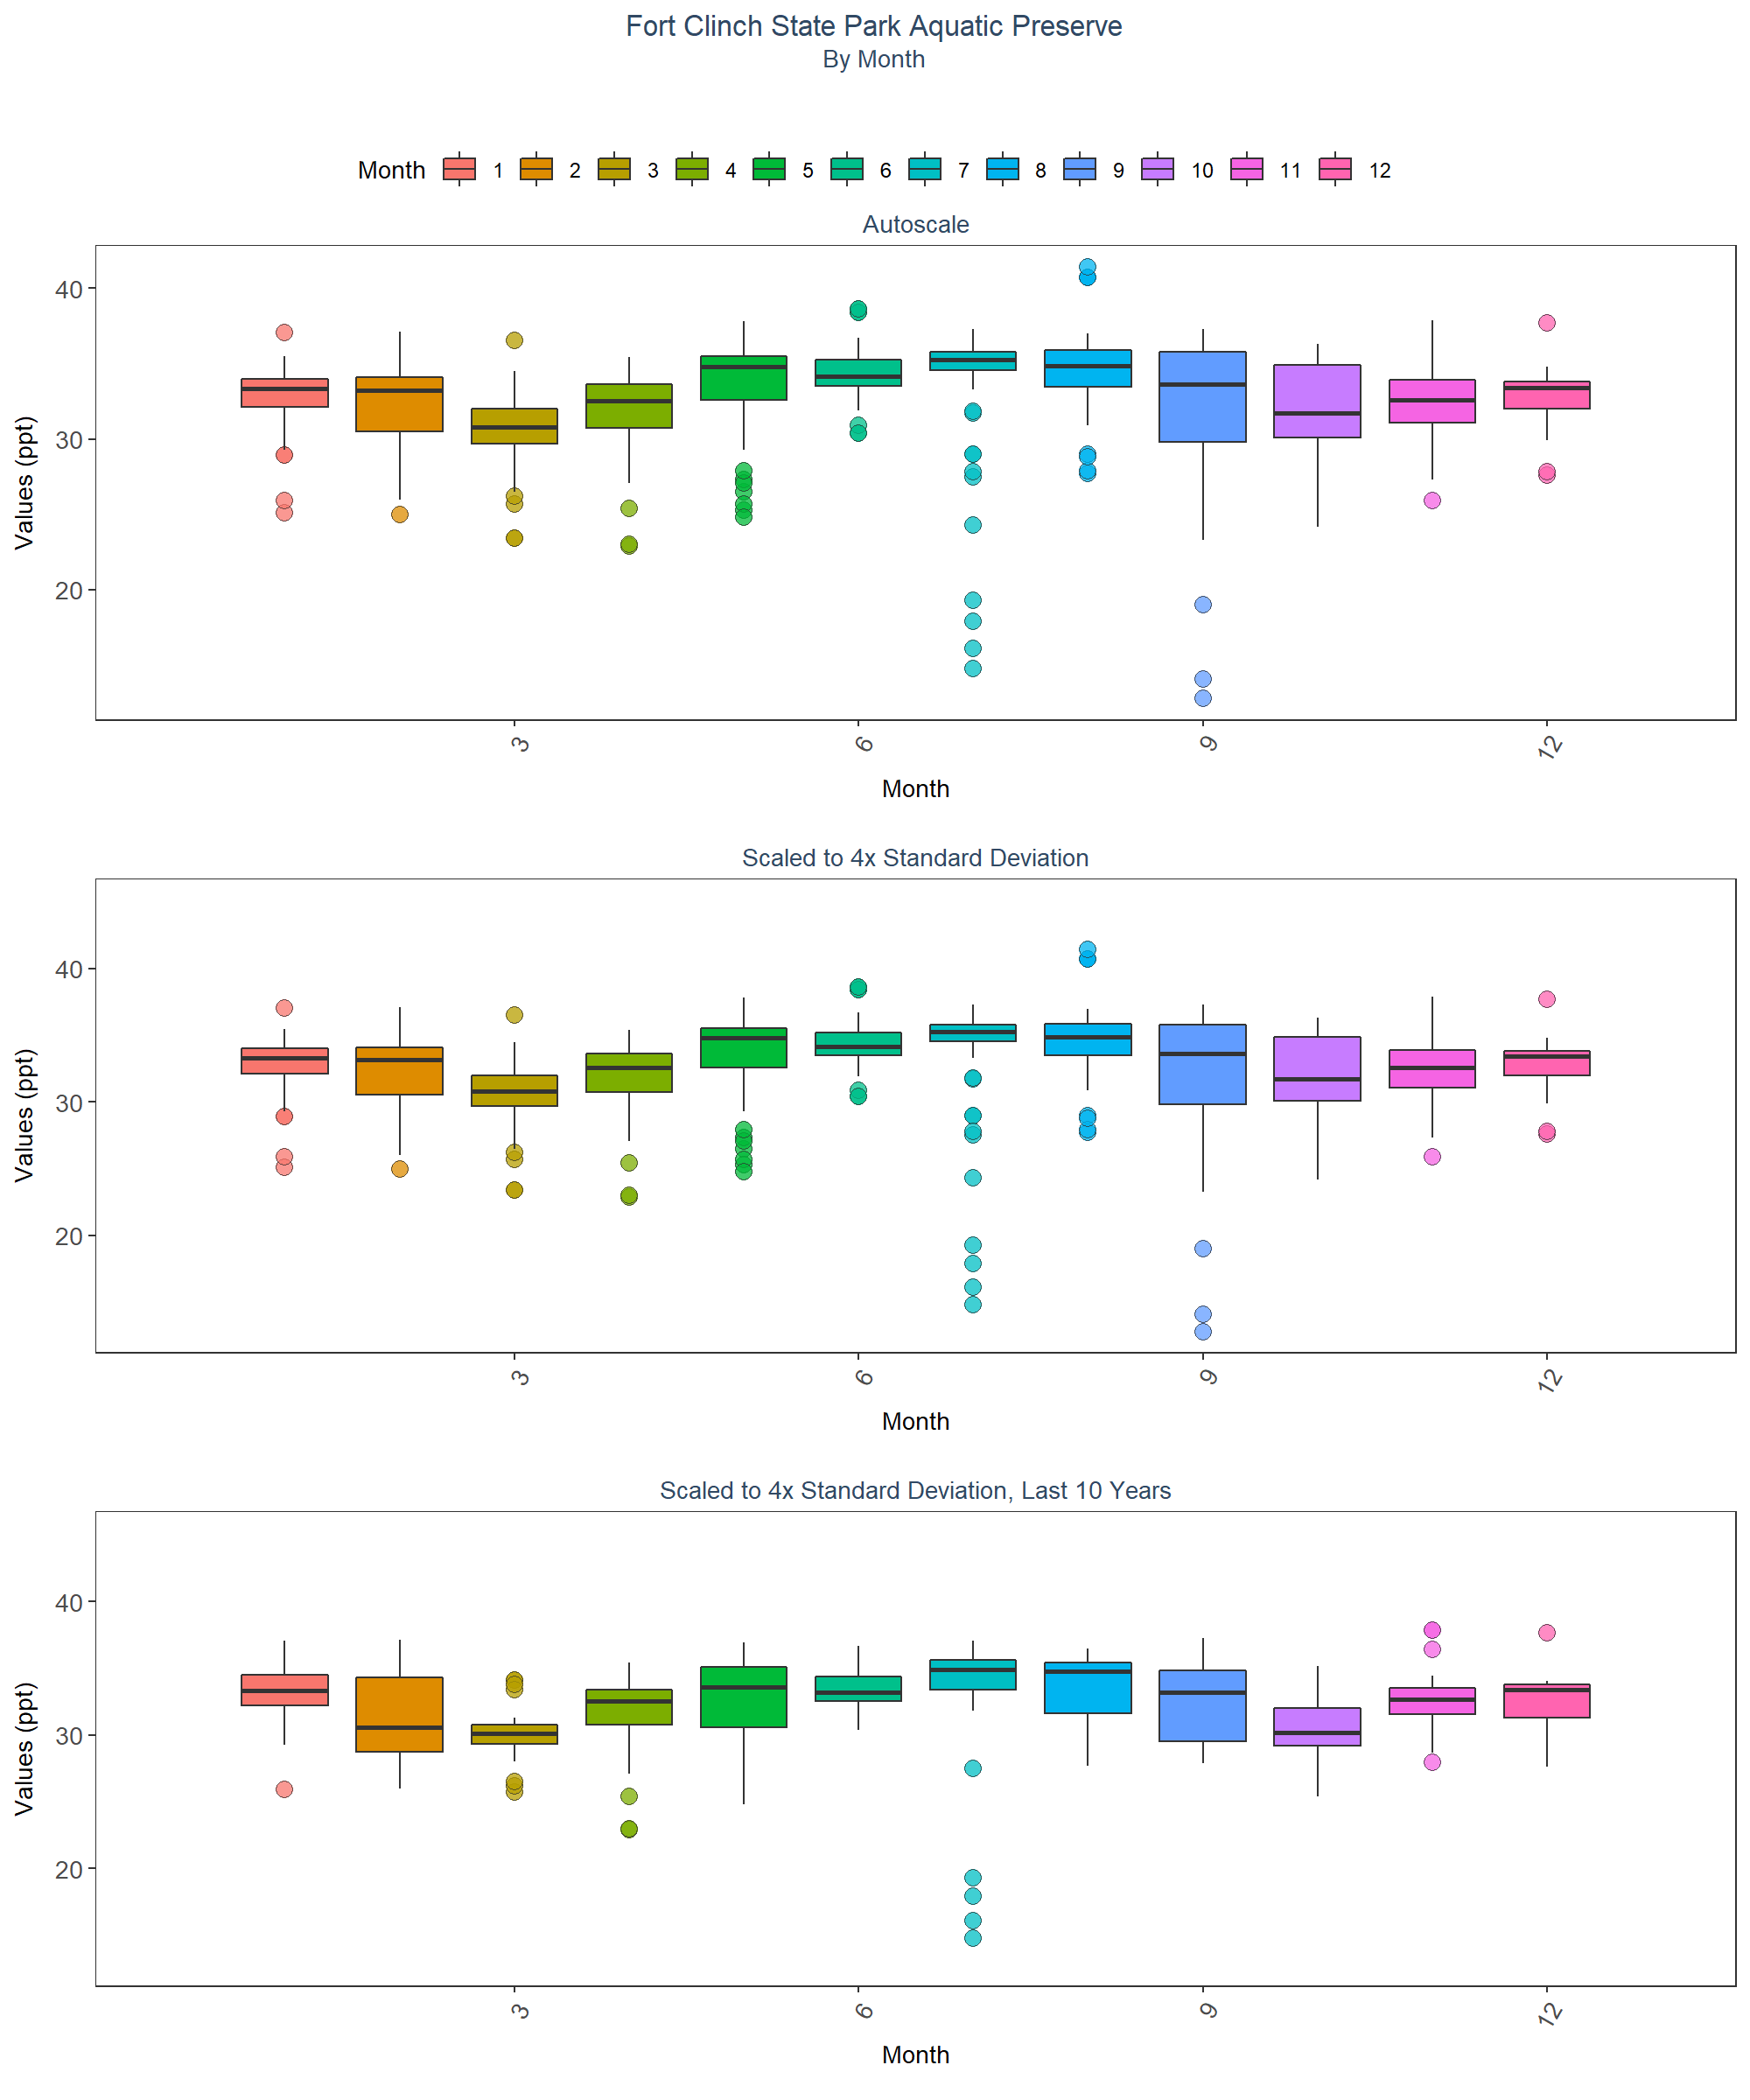 Fort Clinch State Park Aquatic Preserve
By Month
Month 1 2 3 4 5 6 7 8 9 10 11 12
Autoscale
Values (ppt)
40
30
20
3 6 9 12
Month
Scaled to 4x Standard Deviation
Values (ppt)
40
30
20
3 6 9 12
Month
Scaled to 4x Standard Deviation, Last 10 Years
Values (ppt)
40
30
20
3 6 9 12
Month